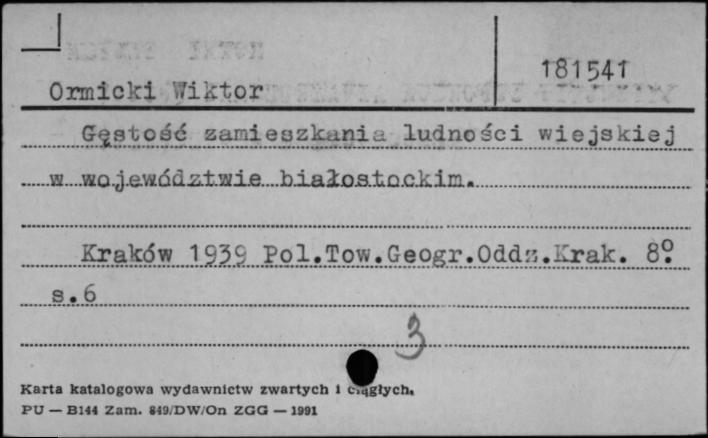 181541
Ormicki Wiktor
Gęstość zamieszkania ludności wiejskiej
w województwie białostockim.
Kraków 1939 Pol.Tow.Geogr.Oddz.Krak. 8º.
s.6
3
Karta katalogowa wydawnictw zwartych i ciągłych.
PU — B144 Zam. 849/DW/On ZGG — 1991